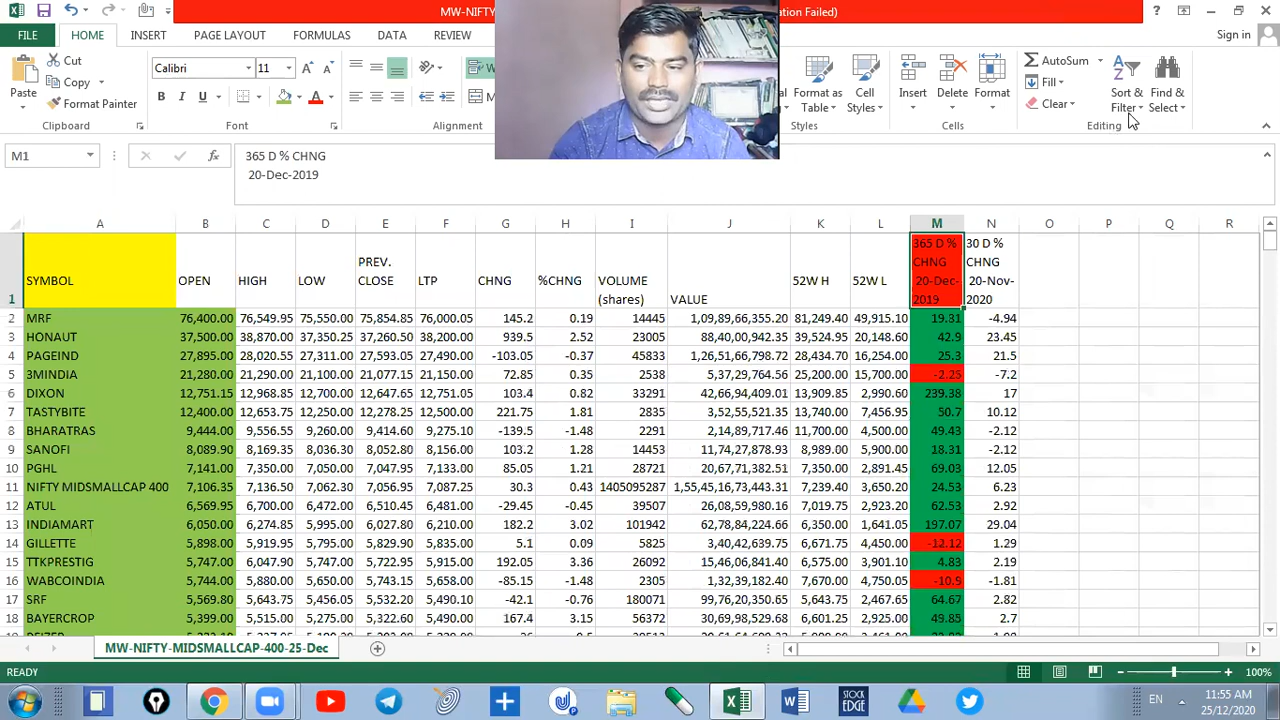 MW-NIFTY
ation Failed)
FILE HOME INSERT PAGE LAYOUT FORMULAS DATA REVIEW
Sign in
Paste
Cut
Copy
Format Painter
Clipboard
Calibri 11
B I U
Font
Alignment
Format as Table
Cell Styles
Styles
Insert
Delete
Format
Cells
AutoSum
Fill
Clear
Sort & Filter
Find & Select
Editing
M1
365 D % CHNG
20-Dec-2019
A B C D E F G H I J K L M N O P Q R
1 SYMBOL OPEN HIGH LOW PREV. CLOSE LTP CHNG %CHNG VOLUME (shares) VALUE 52W H 52W L 365 D % CHNG 20-Dec-2019 30 D % CHNG 20-Nov-2020
2 MRF 76,400.00 76,549.95 75,550.00 75,854.85 76,000.05 145.2 0.19 14445 1,09,89,66,355.20 81,249.40 49,915.10 19.81 -4.94
3 HONAUT 37,500.00 38,870.00 37,350.25 37,260.50 38,200.00 939.5 2.52 23005 88,40,00,942.35 39,524.95 20,148.60 42.9 23.45
4 PAGEIND 27,895.00 28,020.55 27,311.00 27,593.05 27,490.00 -103.05 -0.37 45833 1,26,51,66,798.72 28,434.70 16,254.00 25.3 21.5
5 3MINDIA 21,280.00 21,291.00 21,100.00 21,077.15 21,150.00 72.85 0.35 2538 5,37,29,764.56 25,200.00 15,700.00 -2.25 -7.2
6 DIXON 12,751.15 12,968.85 12,700.00 12,647.65 12,751.05 103.4 0.82 33291 42,66,94,409.01 13,909.85 2,990.60 239.38 17
7 TASTYBITE 12,400.00 12,653.75 12,250.00 12,278.25 12,500.00 221.75 1.81 2835 3,52,55,521.35 13,740.00 7,456.95 50.7 10.12
8 BHARATRAS 9,444.00 9,556.55 9,260.00 9,414.60 9,275.10 -139.5 -1.48 2291 2,14,89,717.46 11,700.00 4,500.00 49.43 -2.12
9 SANOFI 8,089.90 8,169.35 8,036.30 8,052.80 8,156.00 103.2 1.28 14453 11,74,27,878.93 8,989.00 5,900.00 18.31 -2.12
10 PGHL 7,141.00 7,350.00 7,050.00 7,047.95 7,133.00 85.05 1.21 28721 20,67,71,382.51 7,350.00 2,891.45 69.03 12.05
11 NIFTY MIDSMALLCAP 400 7,106.35 7,136.50 7,062.30 7,056.95 7,087.25 30.3 0.43 1405095287 1,55,45,16,73,443.31 7,239.40 3,650.20 24.53 6.23
12 ATUL 6,569.95 6,700.00 6,472.00 6,510.45 6,481.00 -29.45 -0.45 39507 26,08,59,980.16 7,019.75 2,923.20 62.53 2.92
13 INDIAMART 6,050.00 6,274.85 5,995.00 6,027.80 6,210.00 182.2 3.02 101942 62,78,84,224.66 6,350.00 1,641.05 197.07 29.04
14 GILLETTE 5,898.00 5,919.95 5,795.00 5,829.90 5,835.00 5.1 0.09 5825 3,40,42,639.75 6,671.75 4,450.00 -12.12 1.29
15 TTKPRESTIG 5,747.00 6,147.90 5,747.00 5,722.95 5,915.00 192.05 3.36 26092 15,46,06,841.40 6,575.00 3,901.10 4.83 2.19
16 WABCOINDIA 5,744.00 5,880.00 5,650.00 5,743.15 5,658.00 -85.15 -1.48 2305 1,32,39,182.40 7,670.00 4,750.05 -10.9 -1.81
17 SRF 5,569.80 5,643.75 5,456.05 5,532.20 5,490.10 -42.1 -0.76 180071 99,76,20,350.65 5,643.75 2,467.65 64.67 2.82
18 BAYERCROP 5,399.00 5,515.00 5,275.00 5,322.60 5,490.00 167.4 3.15 56372 30,69,98,529.68 6,601.25 2,925.00 49.85 2.7
MW-NIFTY-MIDSMALLCAP-400-25-Dec
READY
100%
STOCK EDGE
EN
11:55 AM
25/12/2020